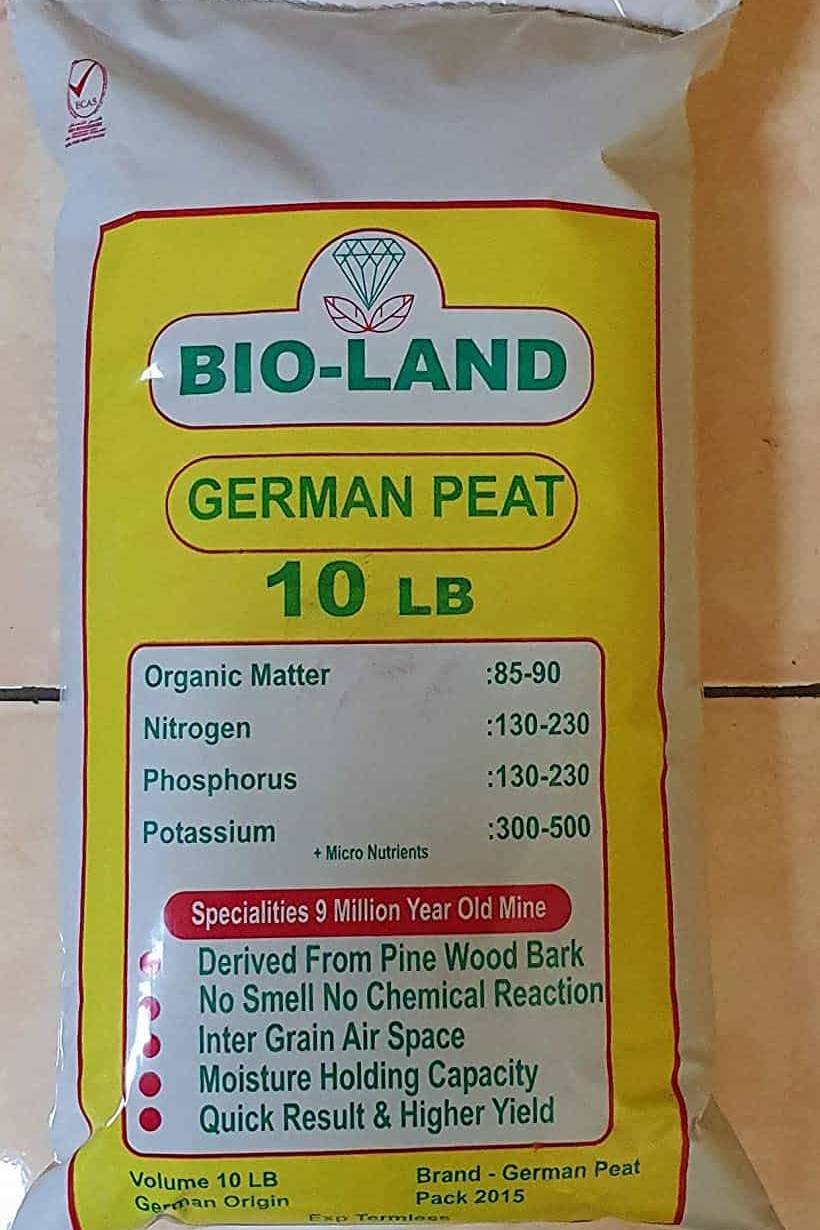 ECAS
BIO-LAND
GERMAN PEAT
10 LB
Organic Matter :85-90
Nitrogen :130-230
Phosphorus :130-230
Potassium :300-500
+ Micro Nutrients
Specialities 9 Million Year Old Mine
Derived From Pine Wood Bark
No Smell No Chemical Reaction
Inter Grain Air Space
Moisture Holding Capacity
Quick Result & Higher Yield
Volume 10 LB Brand - German Peat
German Origin Pack 2015
Exp Termless